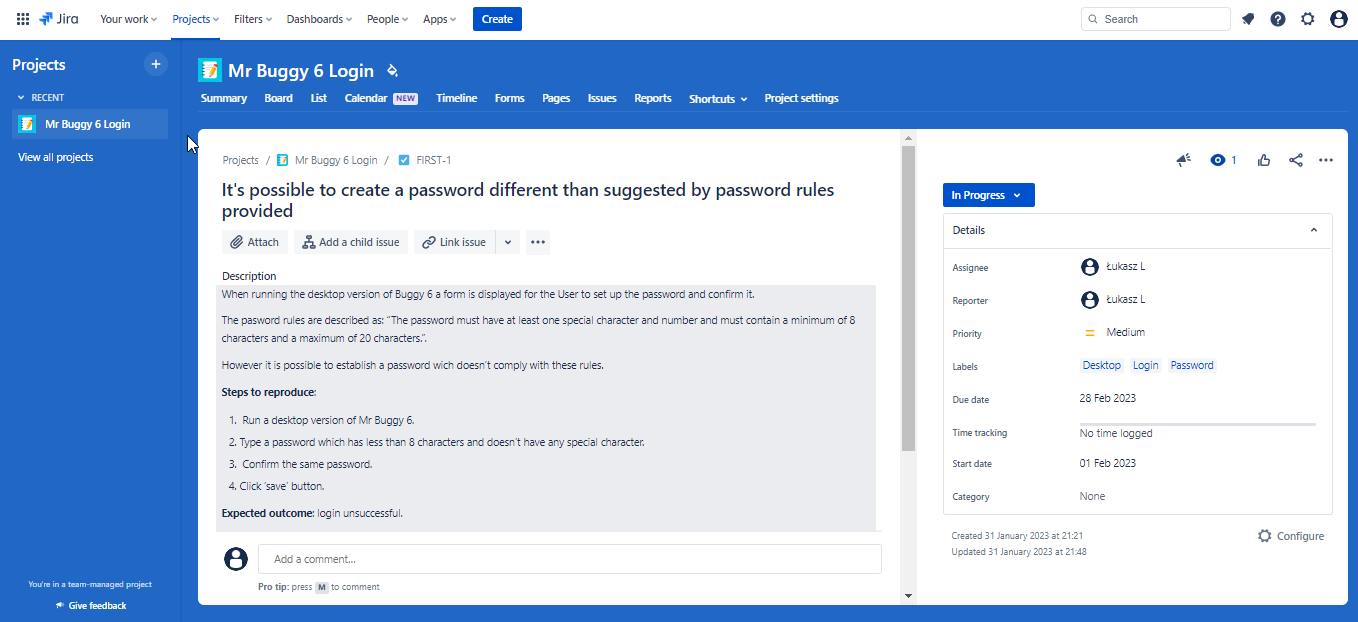 Jira Your work Projects Filters Dashboards People Apps Create Search
Projects
RECENT
Mr Buggy 6 Login
View all projects
You're in a team-managed project
Give feedback
Mr Buggy 6 Login
Summary Board List Calendar NEW Timeline Forms Pages Issues Reports Shortcuts Project settings
Projects / Mr Buggy 6 Login / FIRST-1
It's possible to create a password different than suggested by password rules
provided
Attach Add a child issue Link issue
Description
When running the desktop version of Buggy 6 a form is displayed for the User to set up the password and confirm it.
The pasword rules are described as: “The password must have at least one special character and number and must contain a minimum of 8
characters and a maximum of 20 characters.”.
However it is possible to establish a password wich doesn’t comply with these rules.
Steps to reproduce:
1. Run a desktop version of Mr Buggy 6.
2. Type a password which has less than 8 characters and doesn’t have any special character.
3. Confirm the same password.
4. Click ‘save’ button.
Expected outcome: login unsuccessful.
Add a comment...
Pro tip: press M to comment
1
In Progress
Details
Assignee Łukasz L
Reporter Łukasz L
Priority Medium
Labels Desktop Login Password
Due date 28 Feb 2023
Time tracking No time logged
Start date 01 Feb 2023
Category None
Created 31 January 2023 at 21:21
Updated 31 January 2023 at 21:48
Configure